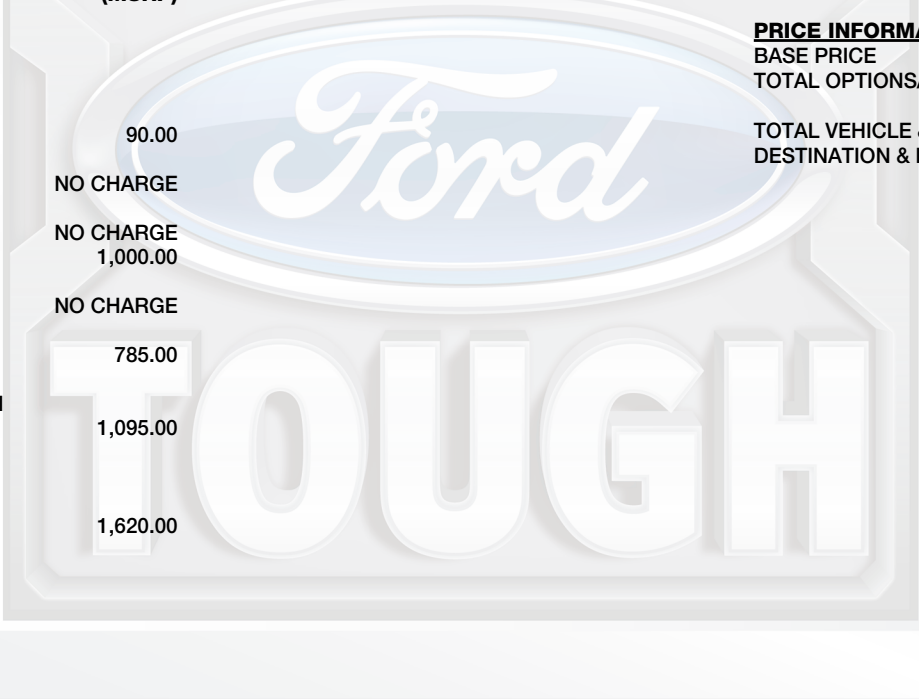 (MSRP)
90.00
NO CHARGE
NO CHARGE
1,000.00
NO CHARGE
785.00
1,095.00
1,620.00
PRICE INFORMA
BASE PRICE
TOTAL OPTIONS
TOTAL VEHICLE &
DESTINATION &
Ford
TOUGH